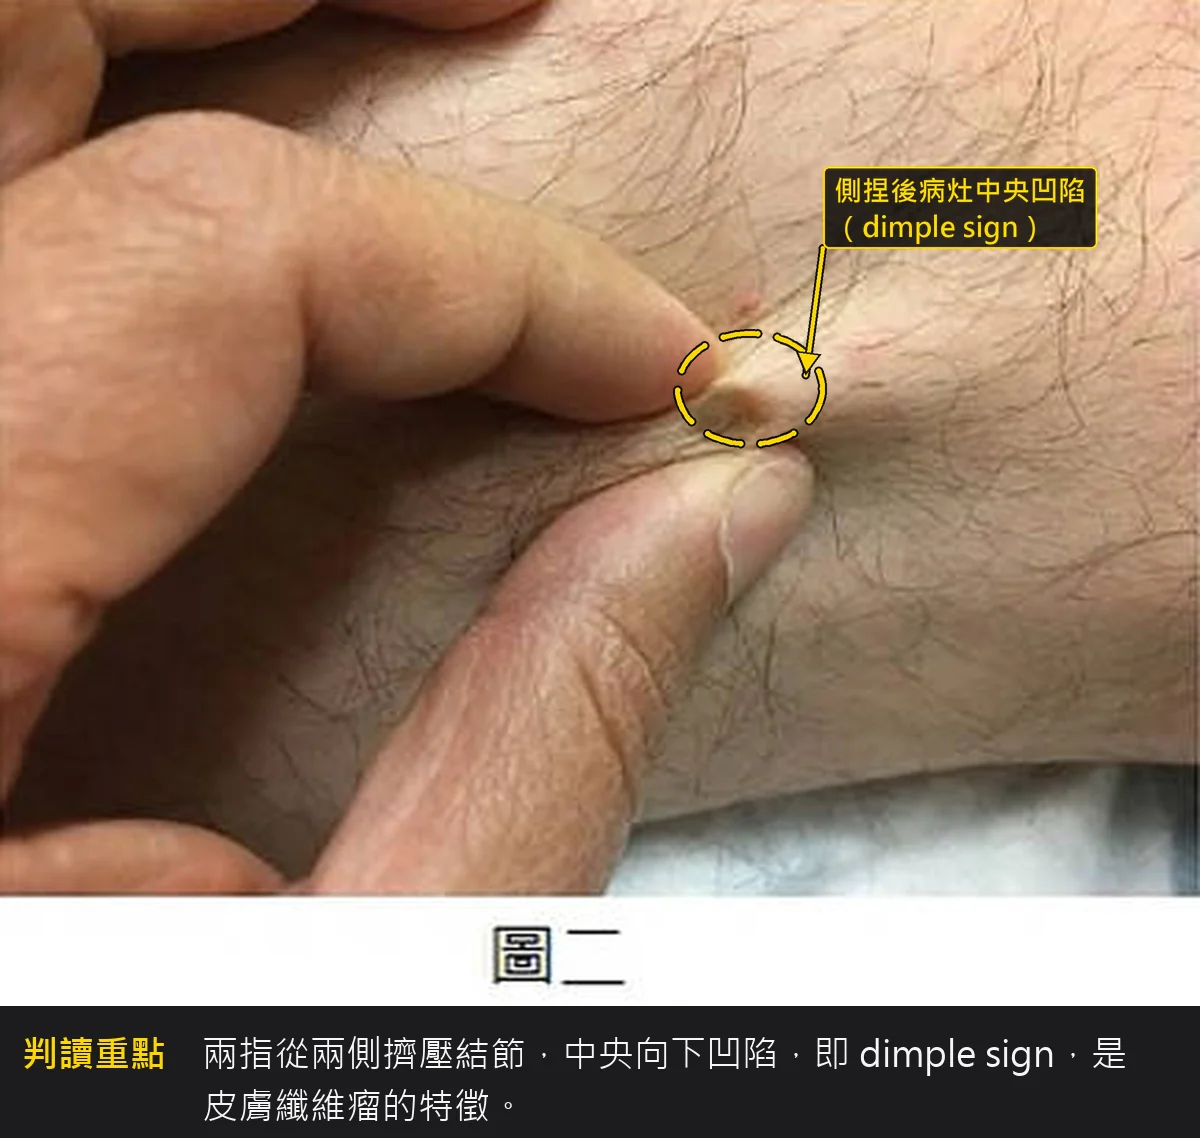 側捏後病灶中央凹陷
（dimple sign）
圖二
判讀重點 兩指從兩側擠壓結節，中央向下凹陷，即 dimple sign，是
皮膚纖維瘤的特徵。